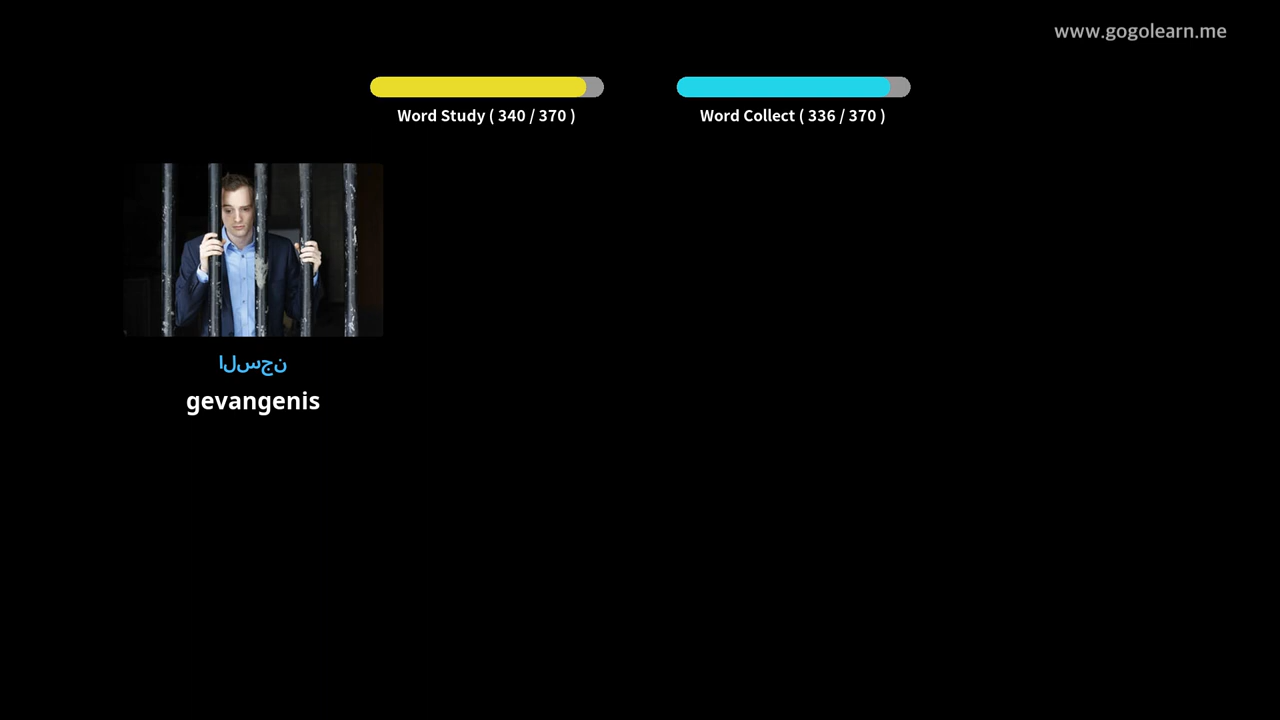 www.gogolearn.me
Word Study ( 340 / 370 )
Word Collect ( 336 / 370 )
السجن
gevangenis